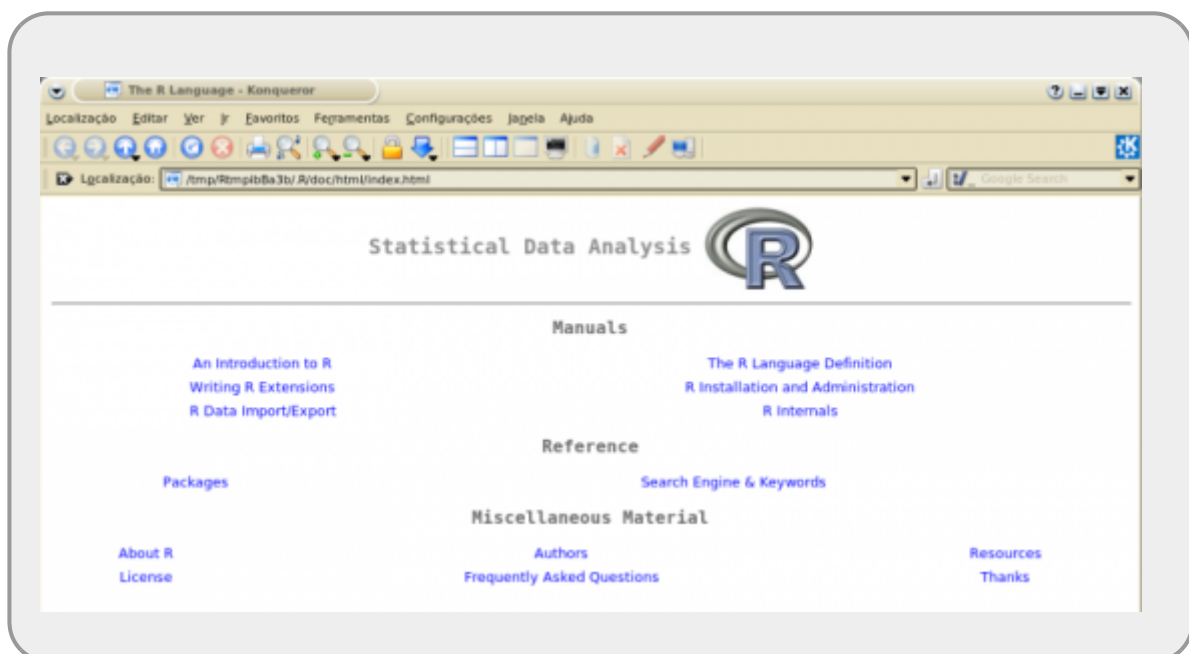 The R Language - Konqueror
Localização Editar Ver Ir Favoritos Ferramentas Configurações Janela Ajuda
Localização: /tmp/RtmpibBa3b/.R/doc/html/index.html Google Search
Statistical Data Analysis R
Manuals
An Introduction to R The R Language Definition
Writing R Extensions R Installation and Administration
R Data Import/Export R Internals
Reference
Packages Search Engine & Keywords
Miscellaneous Material
About R Authors Resources
License Frequently Asked Questions Thanks